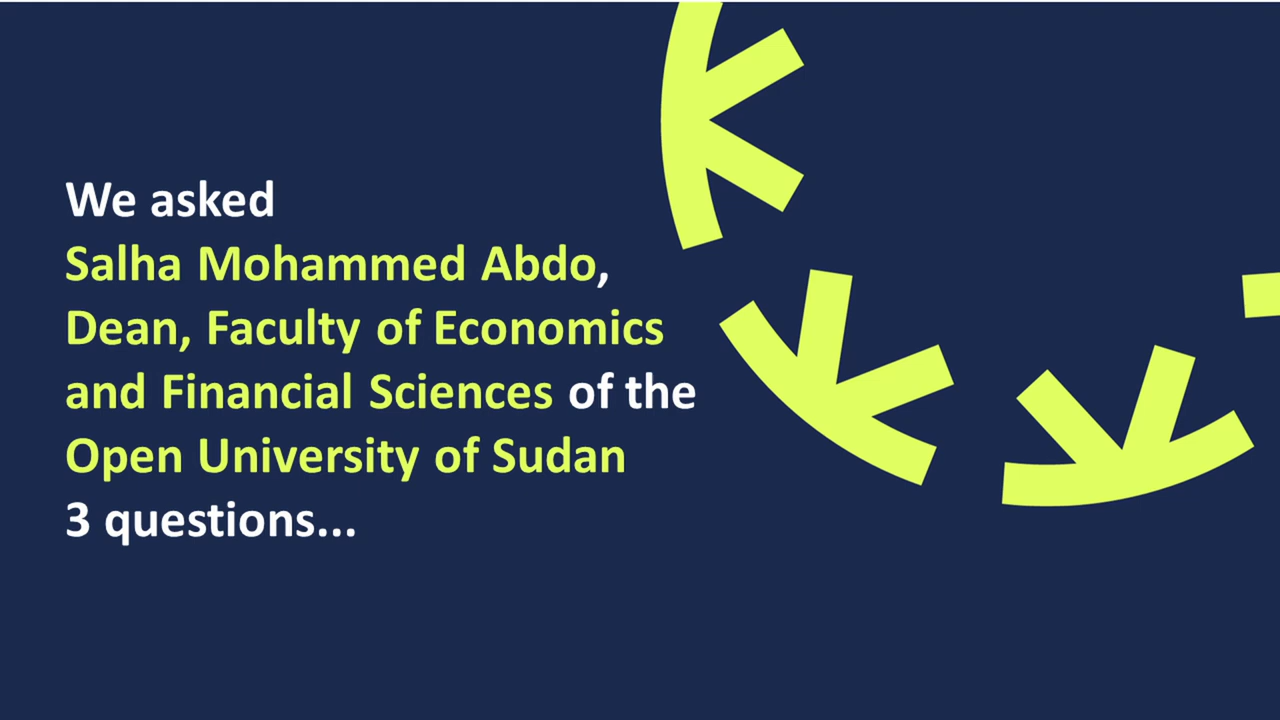 We asked
Salha Mohammed Abdo,
Dean, Faculty of Economics
and Financial Sciences of the
Open University of Sudan
3 questions...